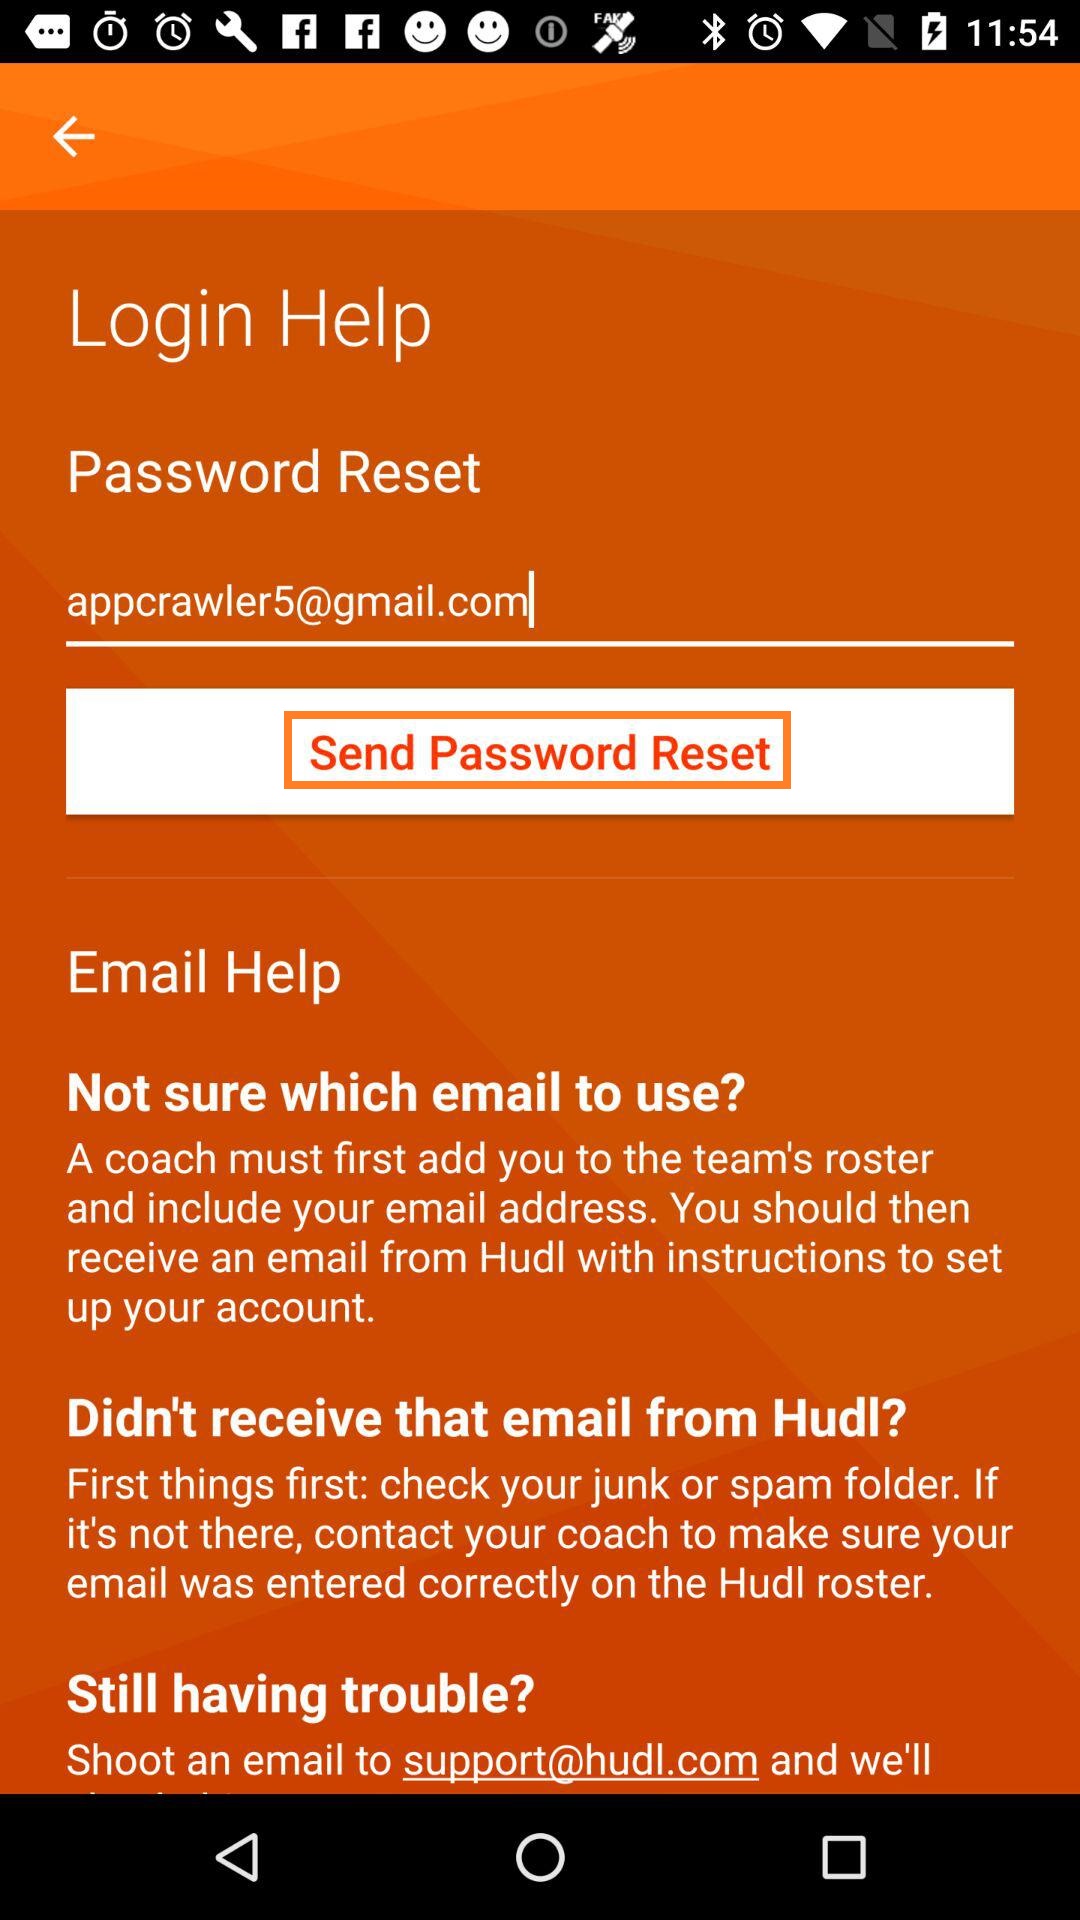 FAKE
11:54
Login Help
Password Reset
appcrawler5@gmail.com
Send Password Reset
Email Help
Not sure which email to use?
A coach must first add you to the team's roster
and include your email address. You should then
receive an email from Hudl with instructions to set
up your account.
Didn't receive that email from Hudl?
First things first: check your junk or spam folder. If
it's not there, contact your coach to make sure your
email was entered correctly on the Hudl roster.
Still having trouble?
Shoot an email to support@hudl.com and we'll